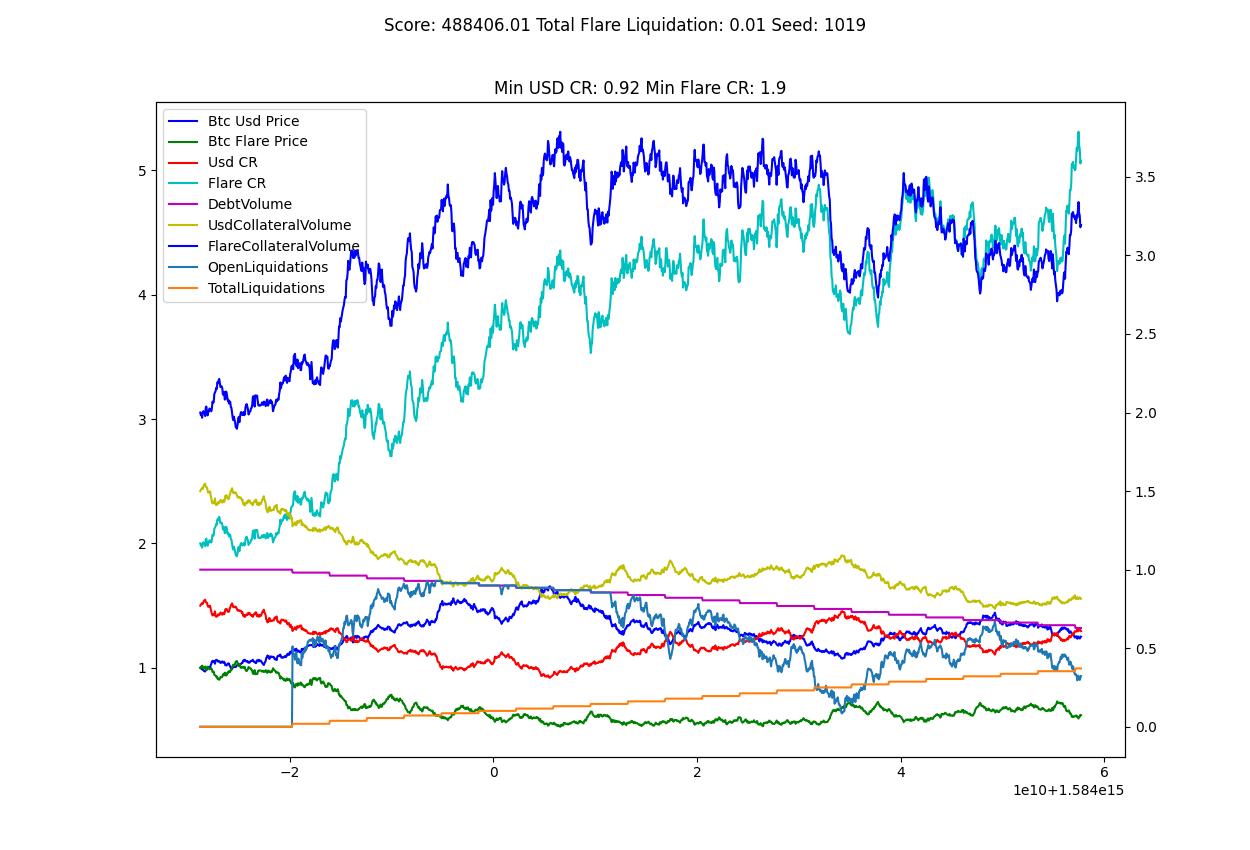 Score: 488406.01 Total Flare Liquidation: 0.01 Seed: 1019
Min USD CR: 0.92 Min Flare CR: 1.9
Btc Usd Price
Btc Flare Price
Usd CR
Flare CR
DebtVolume
UsdCollateralVolume
FlareCollateralVolume
OpenLiquidations
TotalLiquidations
5
4
3
2
1
3.5
3.0
2.5
2.0
1.5
1.0
0.5
0.0
−2
0
2
4
6
1e10+1.584e15